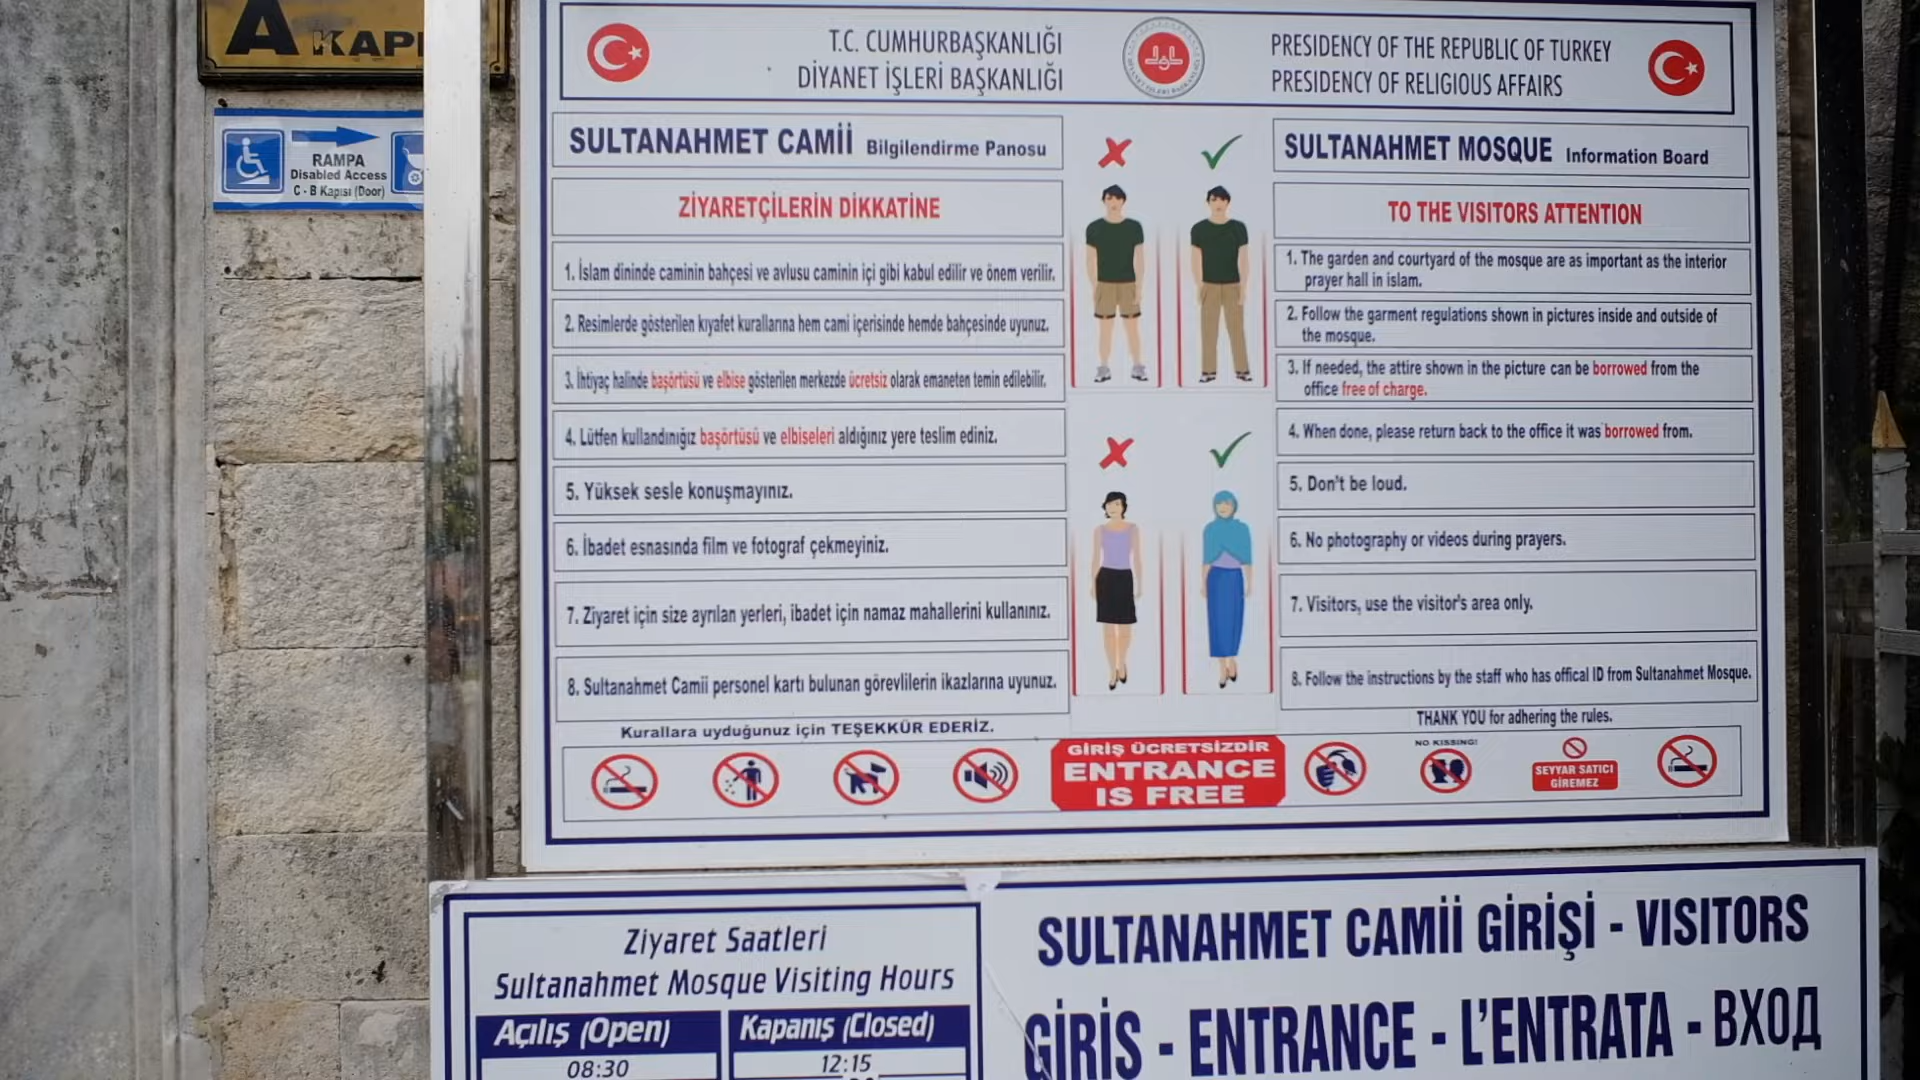 A KAPI
RAMPA
Disabled Access
C - B Kapısı (Door)
T.C. CUMHURBAŞKANLIĞI
DİYANET İŞLERİ BAŞKANLIĞI
PRESIDENCY OF THE REPUBLIC OF TURKEY
PRESIDENCY OF RELIGIOUS AFFAIRS
SULTANAHMET CAMİİ Bilgilendirme Panosu
ZİYARETÇİLERİN DİKKATİNE
1. İslam dininde caminin bahçesi ve avlusu caminin içi gibi kabul edilir ve önem verilir.
2. Resimlerde gösterilen kıyafet kurallarına hem cami içerisinde hemde bahçesinde uyunuz.
3. İhtiyaç halinde başörtüsü ve elbise gösterilen merkezde ücretsiz olarak emaneten temin edilebilir.
4. Lütfen kullandınığız başörtüsü ve elbiseleri aldığınız yere teslim ediniz.
5. Yüksek sesle konuşmayınız.
6. İbadet esnasında film ve fotograf çekmeyiniz.
7. Ziyaret için size ayrılan yerleri, ibadet için namaz mahallerini kullanınız.
8. Sultanahmet Camii personel kartı bulunan görevlilerin ikazlarına uyunuz.
Kurallara uyduğunuz için TEŞEKKÜR EDERİZ.
SULTANAHMET MOSQUE Information Board
TO THE VISITORS ATTENTION
1. The garden and courtyard of the mosque are as important as the interior
prayer hall in islam.
2. Follow the garment regulations shown in pictures inside and outside of
the mosque.
3. If needed, the attire shown in the picture can be borrowed from the
office free of charge.
4. When done, please return back to the office it was borrowed from.
5. Don't be loud.
6. No photography or videos during prayers.
7. Visitors, use the visitor's area only.
8. Follow the instructions by the staff who has offical ID from Sultanahmet Mosque.
THANK YOU for adhering the rules.
GİRİŞ ÜCRETSİZDİR
ENTRANCE
IS FREE
NO KISSING!
SEYYAR SATICI
GİREMEZ
Ziyaret Saatleri
Sultanahmet Mosque Visiting Hours
Açılış (Open)
Kapanış (Closed)
08:30
12:15
SULTANAHMET CAMİİ GİRİŞİ - VISITORS
GİRİS - ENTRANCE - L'ENTRATA - ВХОД